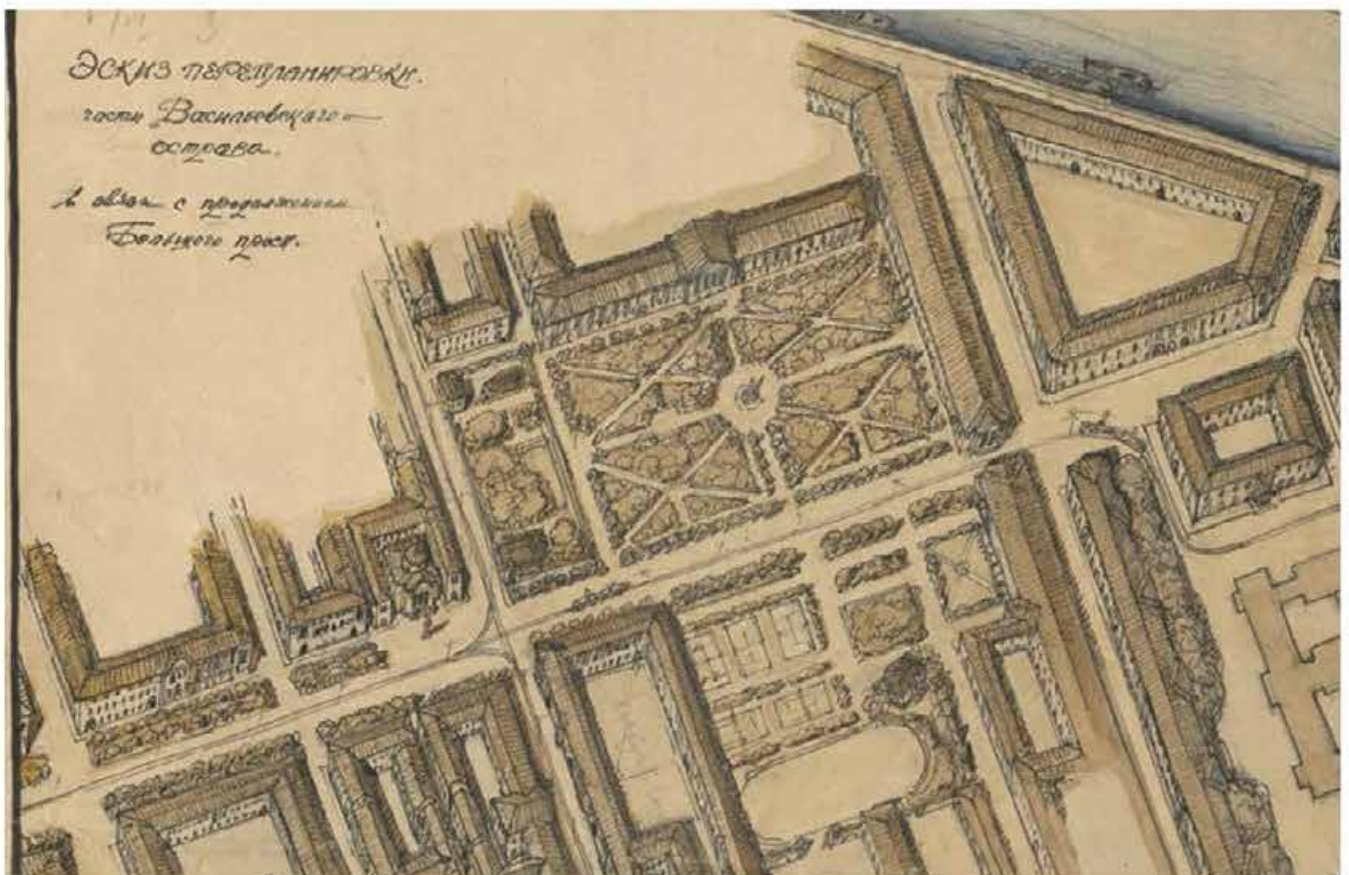 ЭСКИЗ ПЕРЕПЛАНИРОВКИ.
части Васильевского
острова.
в связи с продолжением
Большого просп.